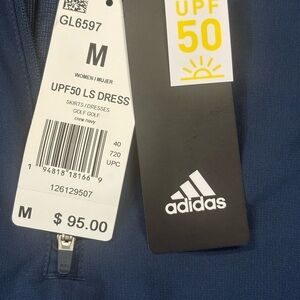 GL6597
M
WOMEN / MUJER
UPF50 LS DRESS
SKIRTS/DRESSES
GOLF GOLF
crew navy
40
720
UPC
1 94818 18166 9
126129507
M $ 95.00
UPF
50
adidas